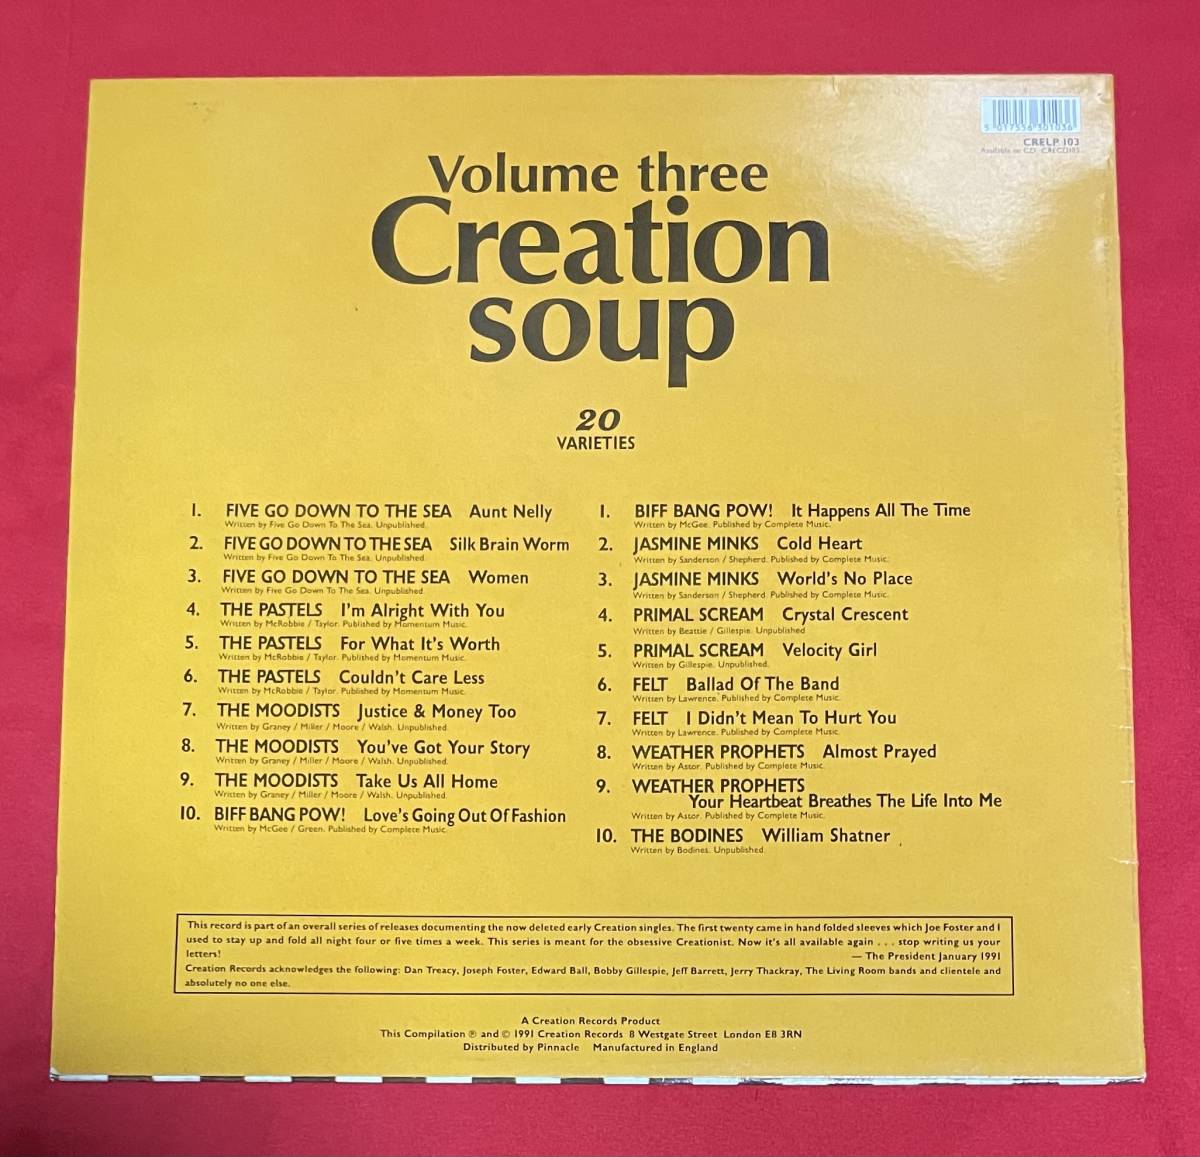 5 017556 301036
CRELP 103
Available on CD CRECD103
Volume three
Creation
soup
20
VARIETIES
1. FIVE GO DOWN TO THE SEA Aunt Nelly
Written by Five Go Down To The Sea. Unpublished.
2. FIVE GO DOWN TO THE SEA Silk Brain Worm
Written by Five Go Down To The Sea. Unpublished.
3. FIVE GO DOWN TO THE SEA Women
Written by Five Go Down To The Sea. Unpublished.
4. THE PASTELS I'm Alright With You
Written by McRobbie / Taylor. Published by Momentum Music.
5. THE PASTELS For What It's Worth
Written by McRobbie / Taylor. Published by Momentum Music.
6. THE PASTELS Couldn't Care Less
Written by McRobbie / Taylor. Published by Momentum Music.
7. THE MOODISTS Justice & Money Too
Written by Graney / Miller / Moore / Walsh. Unpublished.
8. THE MOODISTS You've Got Your Story
Written by Graney / Miller / Moore / Walsh. Unpublished.
9. THE MOODISTS Take Us All Home
Written by Graney / Miller / Moore / Walsh. Unpublished.
10. BIFF BANG POW! Love's Going Out Of Fashion
Written by McGee / Green. Published by Complete Music.
1. BIFF BANG POW! It Happens All The Time
Written by McGee. Published by Complete Music.
2. JASMINE MINKS Cold Heart
Written by Sanderson / Shepherd. Published by Complete Music.
3. JASMINE MINKS World's No Place
Written by Sanderson / Shepherd. Published by Complete Music.
4. PRIMAL SCREAM Crystal Crescent
Written by Beattie / Gillespie. Unpublished
5. PRIMAL SCREAM Velocity Girl
Written by Gillespie. Unpublished.
6. FELT Ballad Of The Band
Written by Lawrence. Published by Complete Music.
7. FELT I Didn't Mean To Hurt You
Written by Lawrence. Published by Complete Music.
8. WEATHER PROPHETS Almost Prayed
Written by Astor. Published by Complete Music.
9. WEATHER PROPHETS
Your Heartbeat Breathes The Life Into Me
Written by Astor. Published by Complete Music.
10. THE BODINES William Shatner
Written by Bodines. Unpublished.
This record is part of an overall series of releases documenting the now deleted early Creation singles. The first twenty came in hand folded sleeves which Joe Foster and I
used to stay up and fold all night four or five times a week. This series is meant for the obsessive Creationist. Now it's all available again . . . stop writing us your
letters! — The President January 1991
Creation Records acknowledges the following: Dan Treacy, Joseph Foster, Edward Ball, Bobby Gillespie, Jeff Barrett, Jerry Thackray, The Living Room bands and clientele and
absolutely no one else.
A Creation Records Product
This Compilation ℗ and © 1991 Creation Records 8 Westgate Street London E8 3RN
Distributed by Pinnacle Manufactured in England